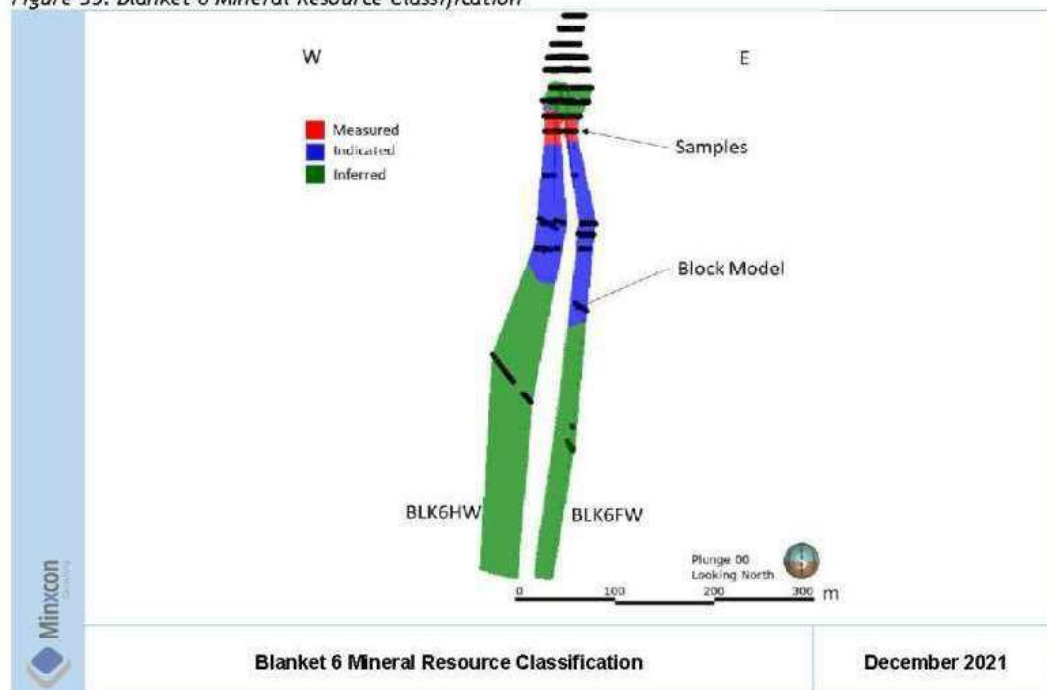 Figure 55: Blanket 6 Mineral Resource Classification
W
E
Measured
Indicated
Inferred
Samples
Block Model
BLK6HW
BLK6FW
Plunge 00
Looking North
0 100 200 300 m
Minxcon
Blanket 6 Mineral Resource Classification
December 2021